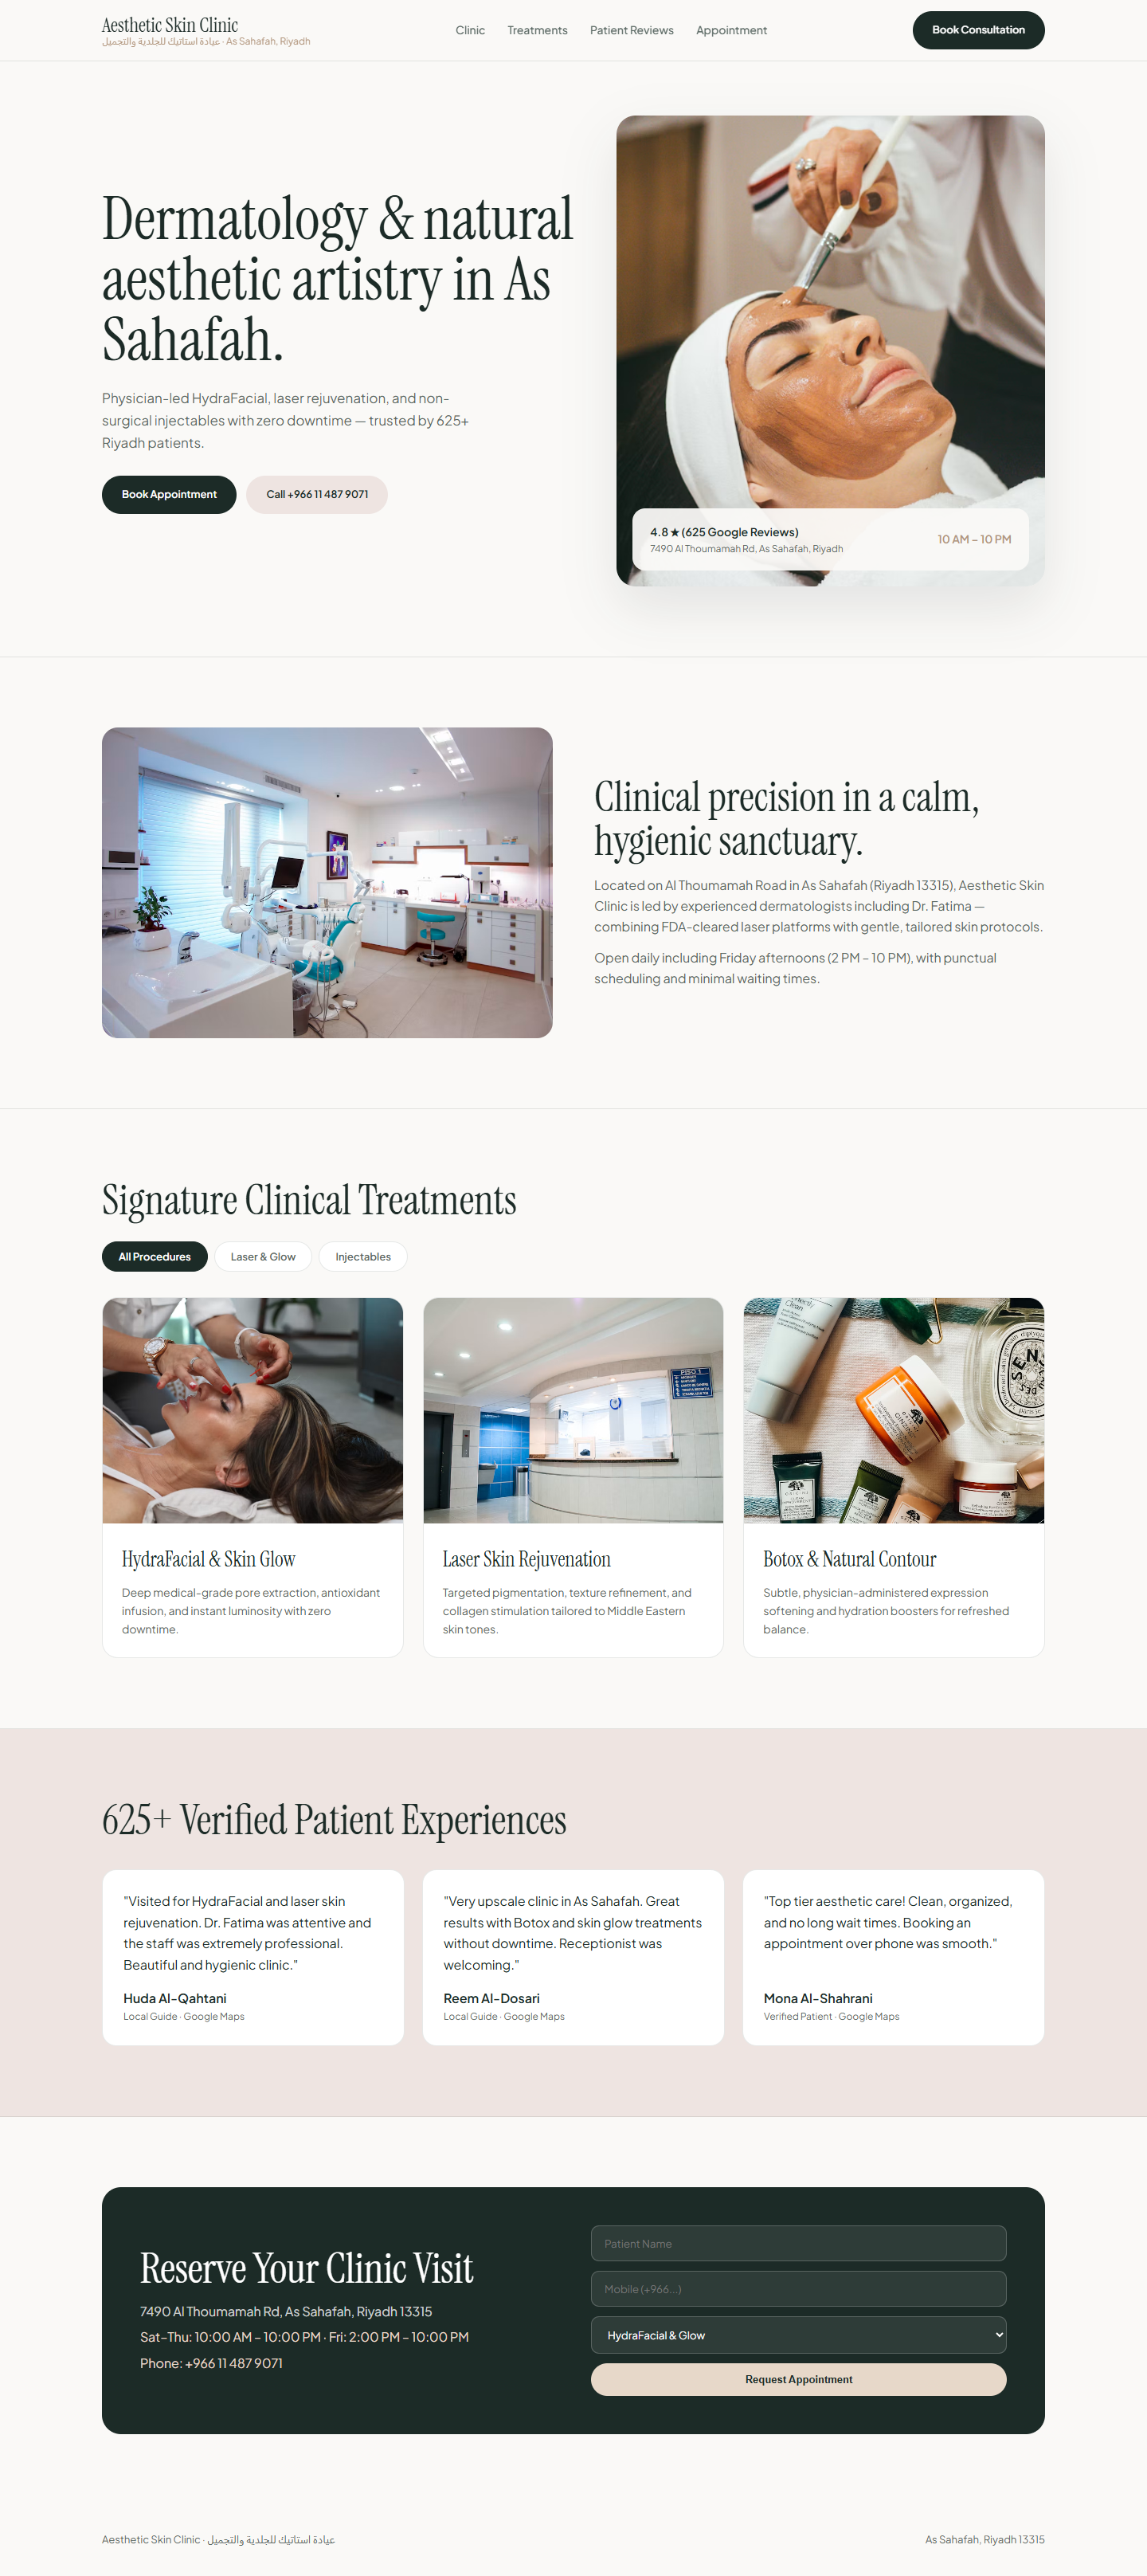 Aesthetic Skin Clinic
عيادة استاتيك للجلدية والتجميل · As Sahafah, Riyadh
Clinic
Treatments
Patient Reviews
Appointment
Book Consultation
Dermatology & natural
aesthetic artistry in As
Sahafah.
Physician-led HydraFacial, laser rejuvenation, and non-
surgical injectables with zero downtime — trusted by 625+
Riyadh patients.
Book Appointment
Call +966 11 487 9071
4.8 ★ (625 Google Reviews)
7490 Al Thoumamah Rd, As Sahafah, Riyadh
10 AM – 10 PM
Clinical precision in a calm,
hygienic sanctuary.
Located on Al Thoumamah Road in As Sahafah (Riyadh 13315), Aesthetic Skin
Clinic is led by experienced dermatologists including Dr. Fatima —
combining FDA-cleared laser platforms with gentle, tailored skin protocols.
Open daily including Friday afternoons (2 PM – 10 PM), with punctual
scheduling and minimal waiting times.
Signature Clinical Treatments
All Procedures
Laser & Glow
Injectables
HydraFacial & Skin Glow
Deep medical-grade pore extraction, antioxidant
infusion, and instant luminosity with zero
downtime.
Laser Skin Rejuvenation
Targeted pigmentation, texture refinement, and
collagen stimulation tailored to Middle Eastern
skin tones.
Botox & Natural Contour
Subtle, physician-administered expression
softening and hydration boosters for refreshed
balance.
625+ Verified Patient Experiences
"Visited for HydraFacial and laser skin
rejuvenation. Dr. Fatima was attentive and
the staff was extremely professional.
Beautiful and hygienic clinic."
Huda Al-Qahtani
Local Guide · Google Maps
"Very upscale clinic in As Sahafah. Great
results with Botox and skin glow treatments
without downtime. Receptionist was
welcoming."
Reem Al-Dosari
Local Guide · Google Maps
"Top tier aesthetic care! Clean, organized,
and no long wait times. Booking an
appointment over phone was smooth."
Mona Al-Shahrani
Verified Patient · Google Maps
Reserve Your Clinic Visit
7490 Al Thoumamah Rd, As Sahafah, Riyadh 13315
Sat–Thu: 10:00 AM – 10:00 PM · Fri: 2:00 PM – 10:00 PM
Phone: +966 11 487 9071
Patient Name
Mobile (+966...)
HydraFacial & Glow
Request Appointment
Aesthetic Skin Clinic · عيادة استاتيك للجلدية والتجميل
As Sahafah, Riyadh 13315